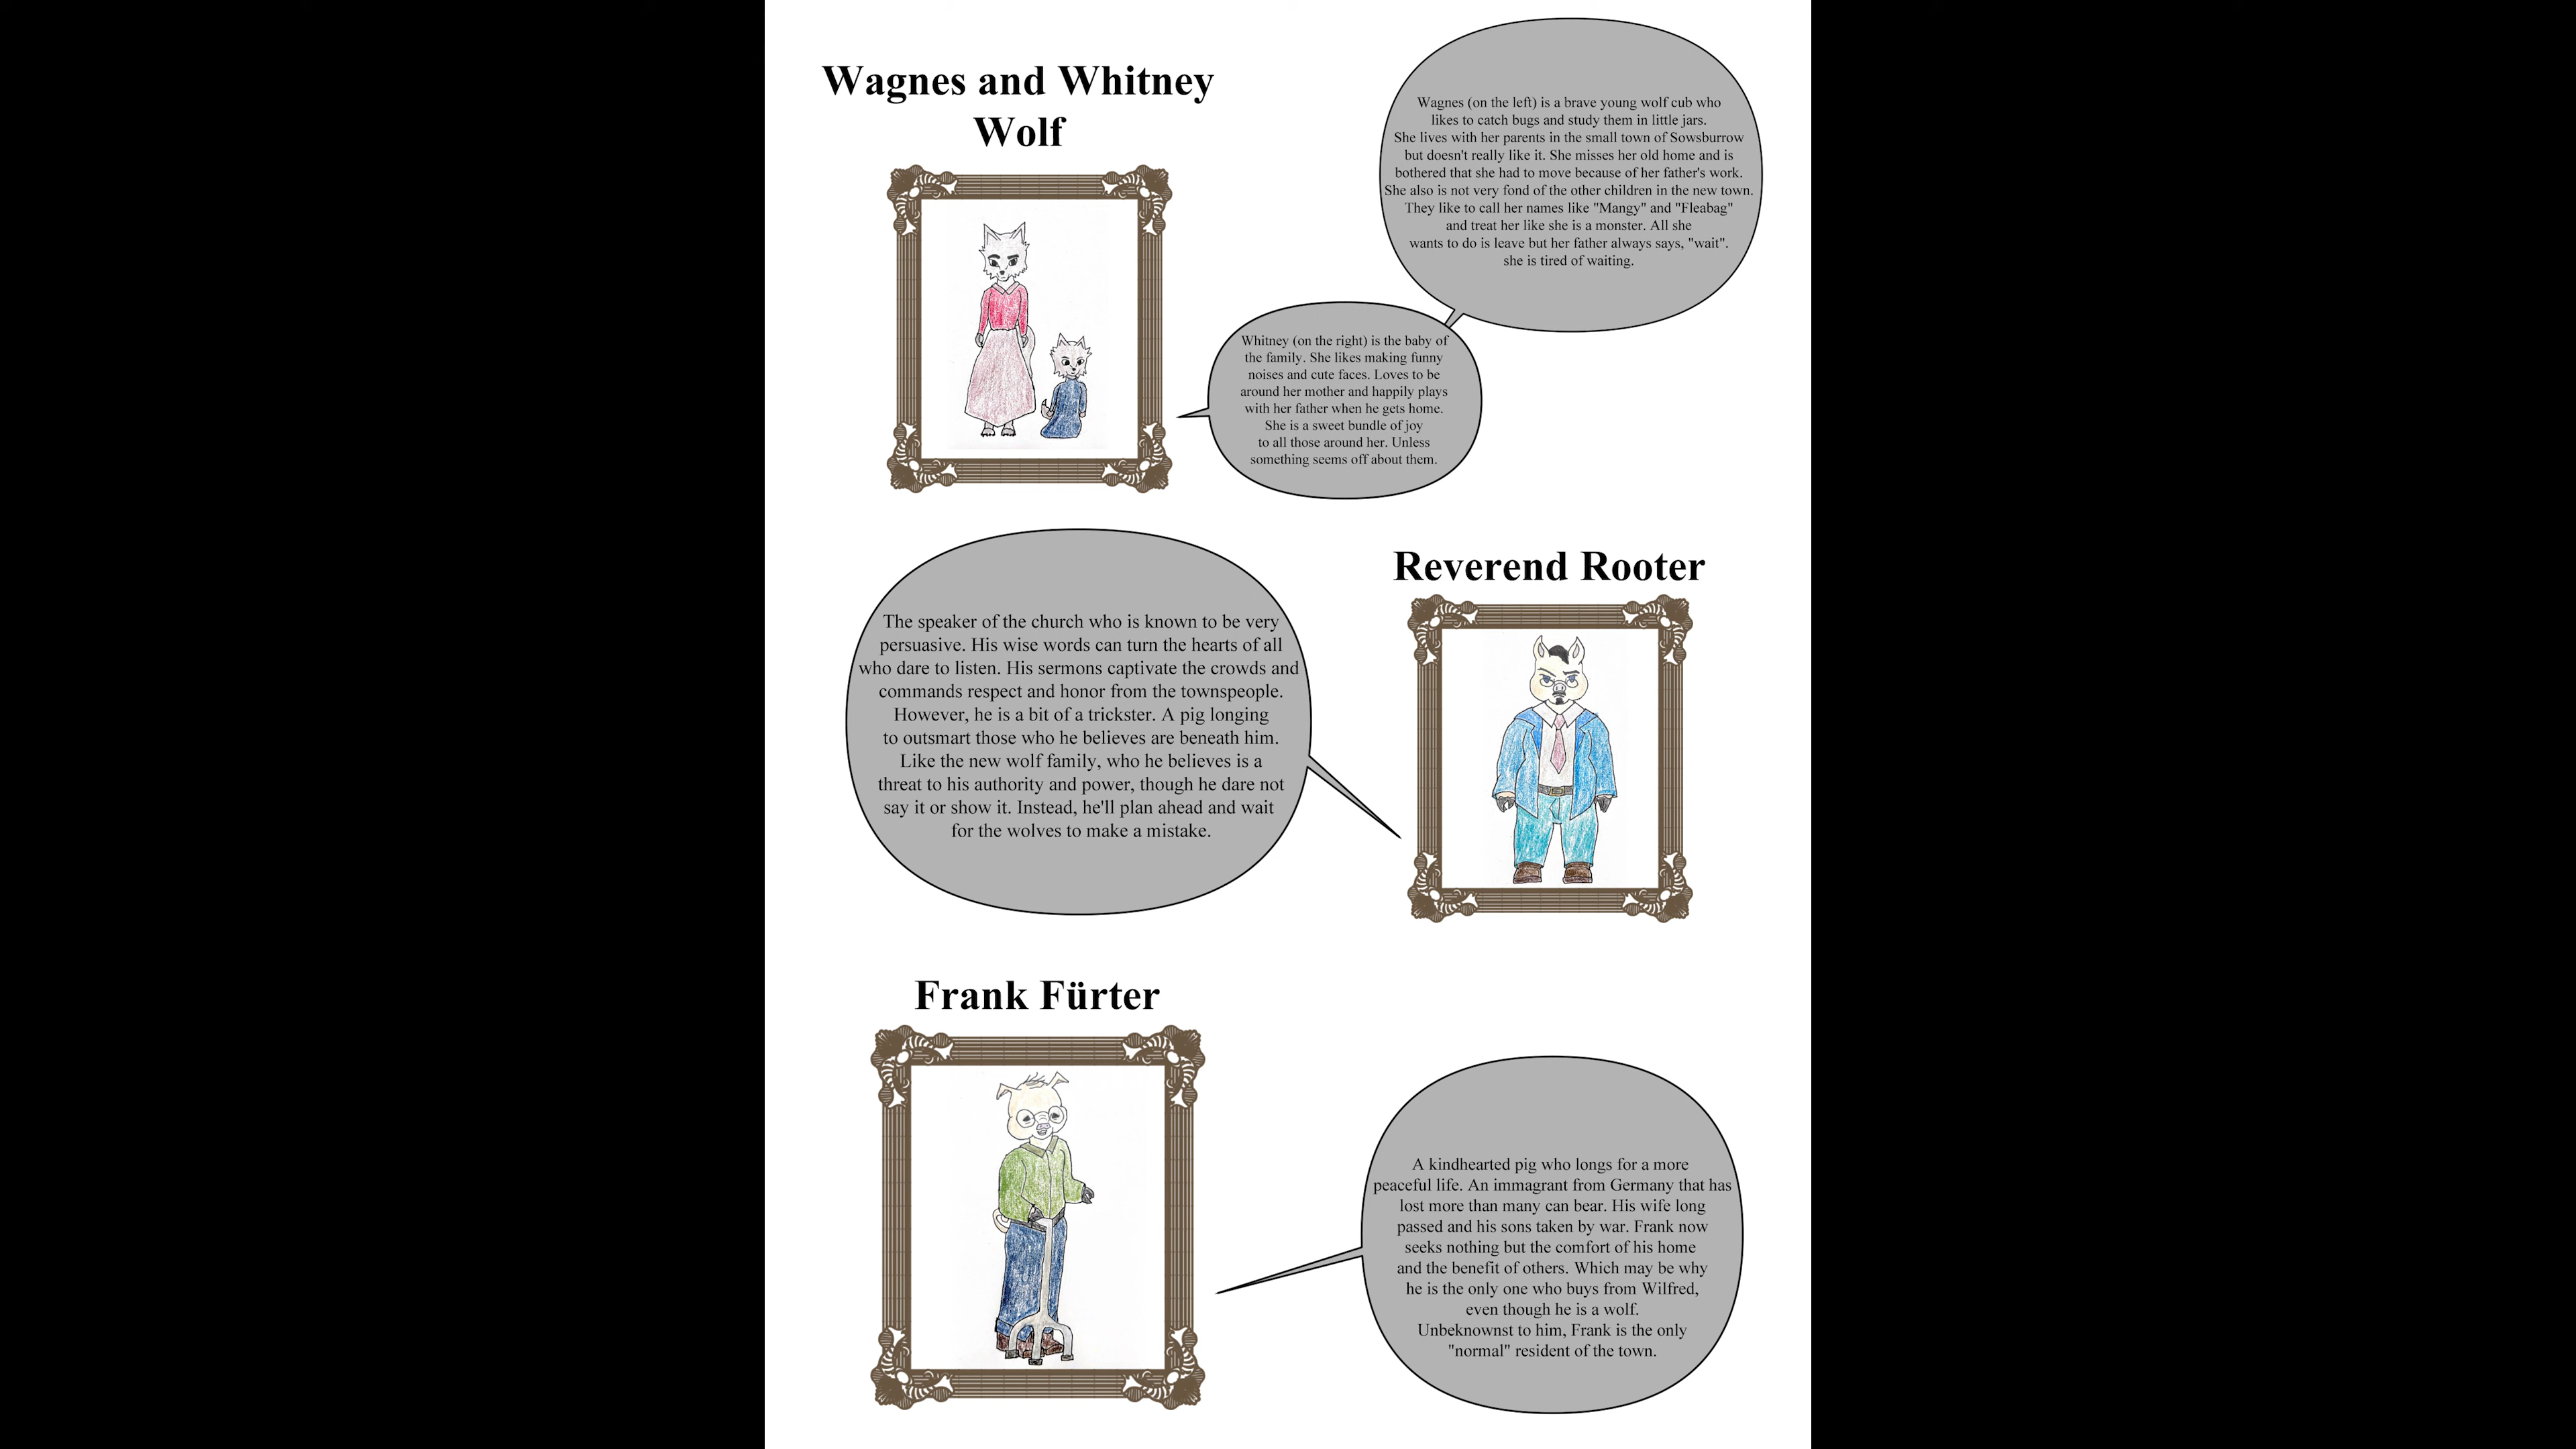 Wagnes and Whitney
Wolf
Wagnes (on the left) is a brave young wolf cub who
likes to catch bugs and study them in little jars.
She lives with her parents in the small town of Sowsburrow
but doesn't really like it. She misses her old home and is
bothered that she had to move because of her father's work.
She also is not very fond of the other children in the new town.
They like to call her names like "Mangy" and "Fleabag"
and treat her like she is a monster. All she
wants to do is leave but her father always says, "wait".
she is tired of waiting.
Whitney (on the right) is the baby of
the family. She likes making funny
noises and cute faces. Loves to be
around her mother and happily plays
with her father when he gets home.
She is a sweet bundle of joy
to all those around her. Unless
something seems off about them.
Reverend Rooter
The speaker of the church who is known to be very
persuasive. His wise words can turn the hearts of all
who dare to listen. His sermons captivate the crowds and
commands respect and honor from the townspeople.
However, he is a bit of a trickster. A pig longing
to outsmart those who he believes are beneath him.
Like the new wolf family, who he believes is a
threat to his authority and power, though he dare not
say it or show it. Instead, he'll plan ahead and wait
for the wolves to make a mistake.
Frank Fürter
A kindhearted pig who longs for a more
peaceful life. An immagrant from Germany that has
lost more than many can bear. His wife long
passed and his sons taken by war. Frank now
seeks nothing but the comfort of his home
and the benefit of others. Which may be why
he is the only one who buys from Wilfred,
even though he is a wolf.
Unbeknownst to him, Frank is the only
"normal" resident of the town.